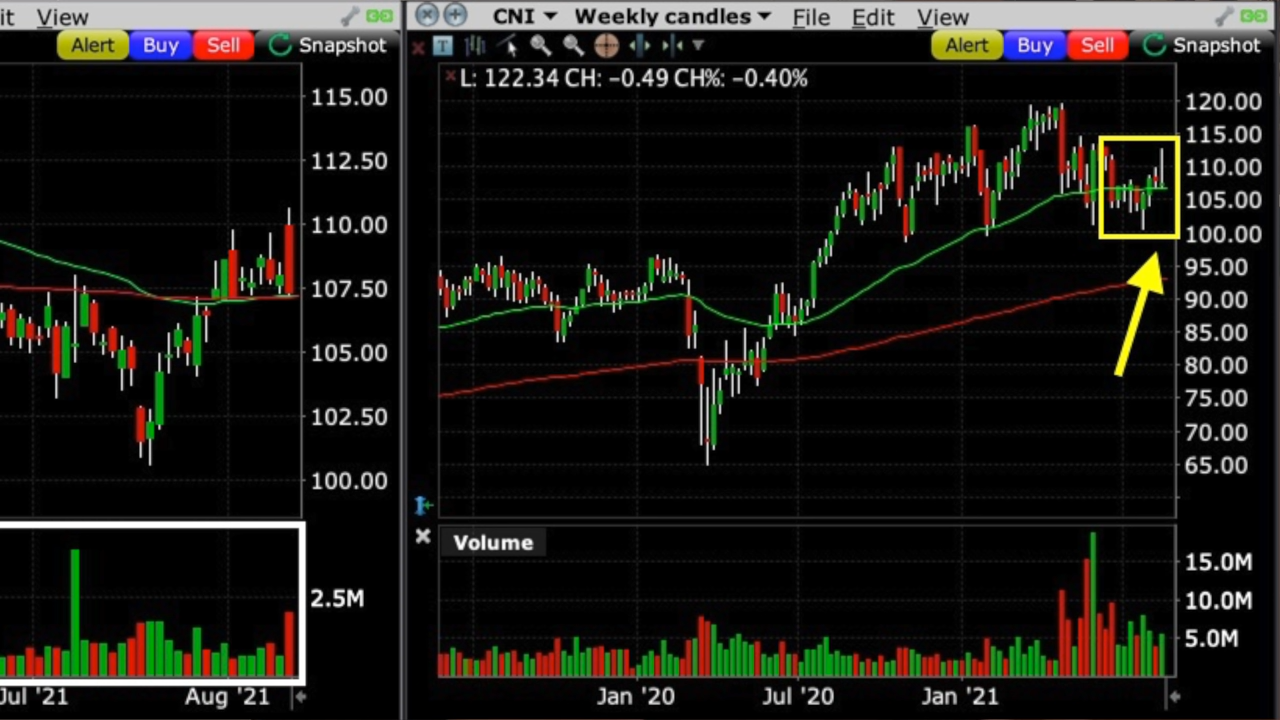 it View
Alert Buy Sell Snapshot
115.00
112.50
110.00
107.50
105.00
102.50
100.00
2.5M
Jul '21 Aug '21
CNI Weekly candles File Edit View
T Alert Buy Sell Snapshot
L: 122.34 CH: −0.49 CH%: −0.40%
120.00
115.00
110.00
105.00
100.00
95.00
90.00
85.00
80.00
75.00
70.00
65.00
Volume
15.0M
10.0M
5.0M
Jan '20 Jul '20 Jan '21